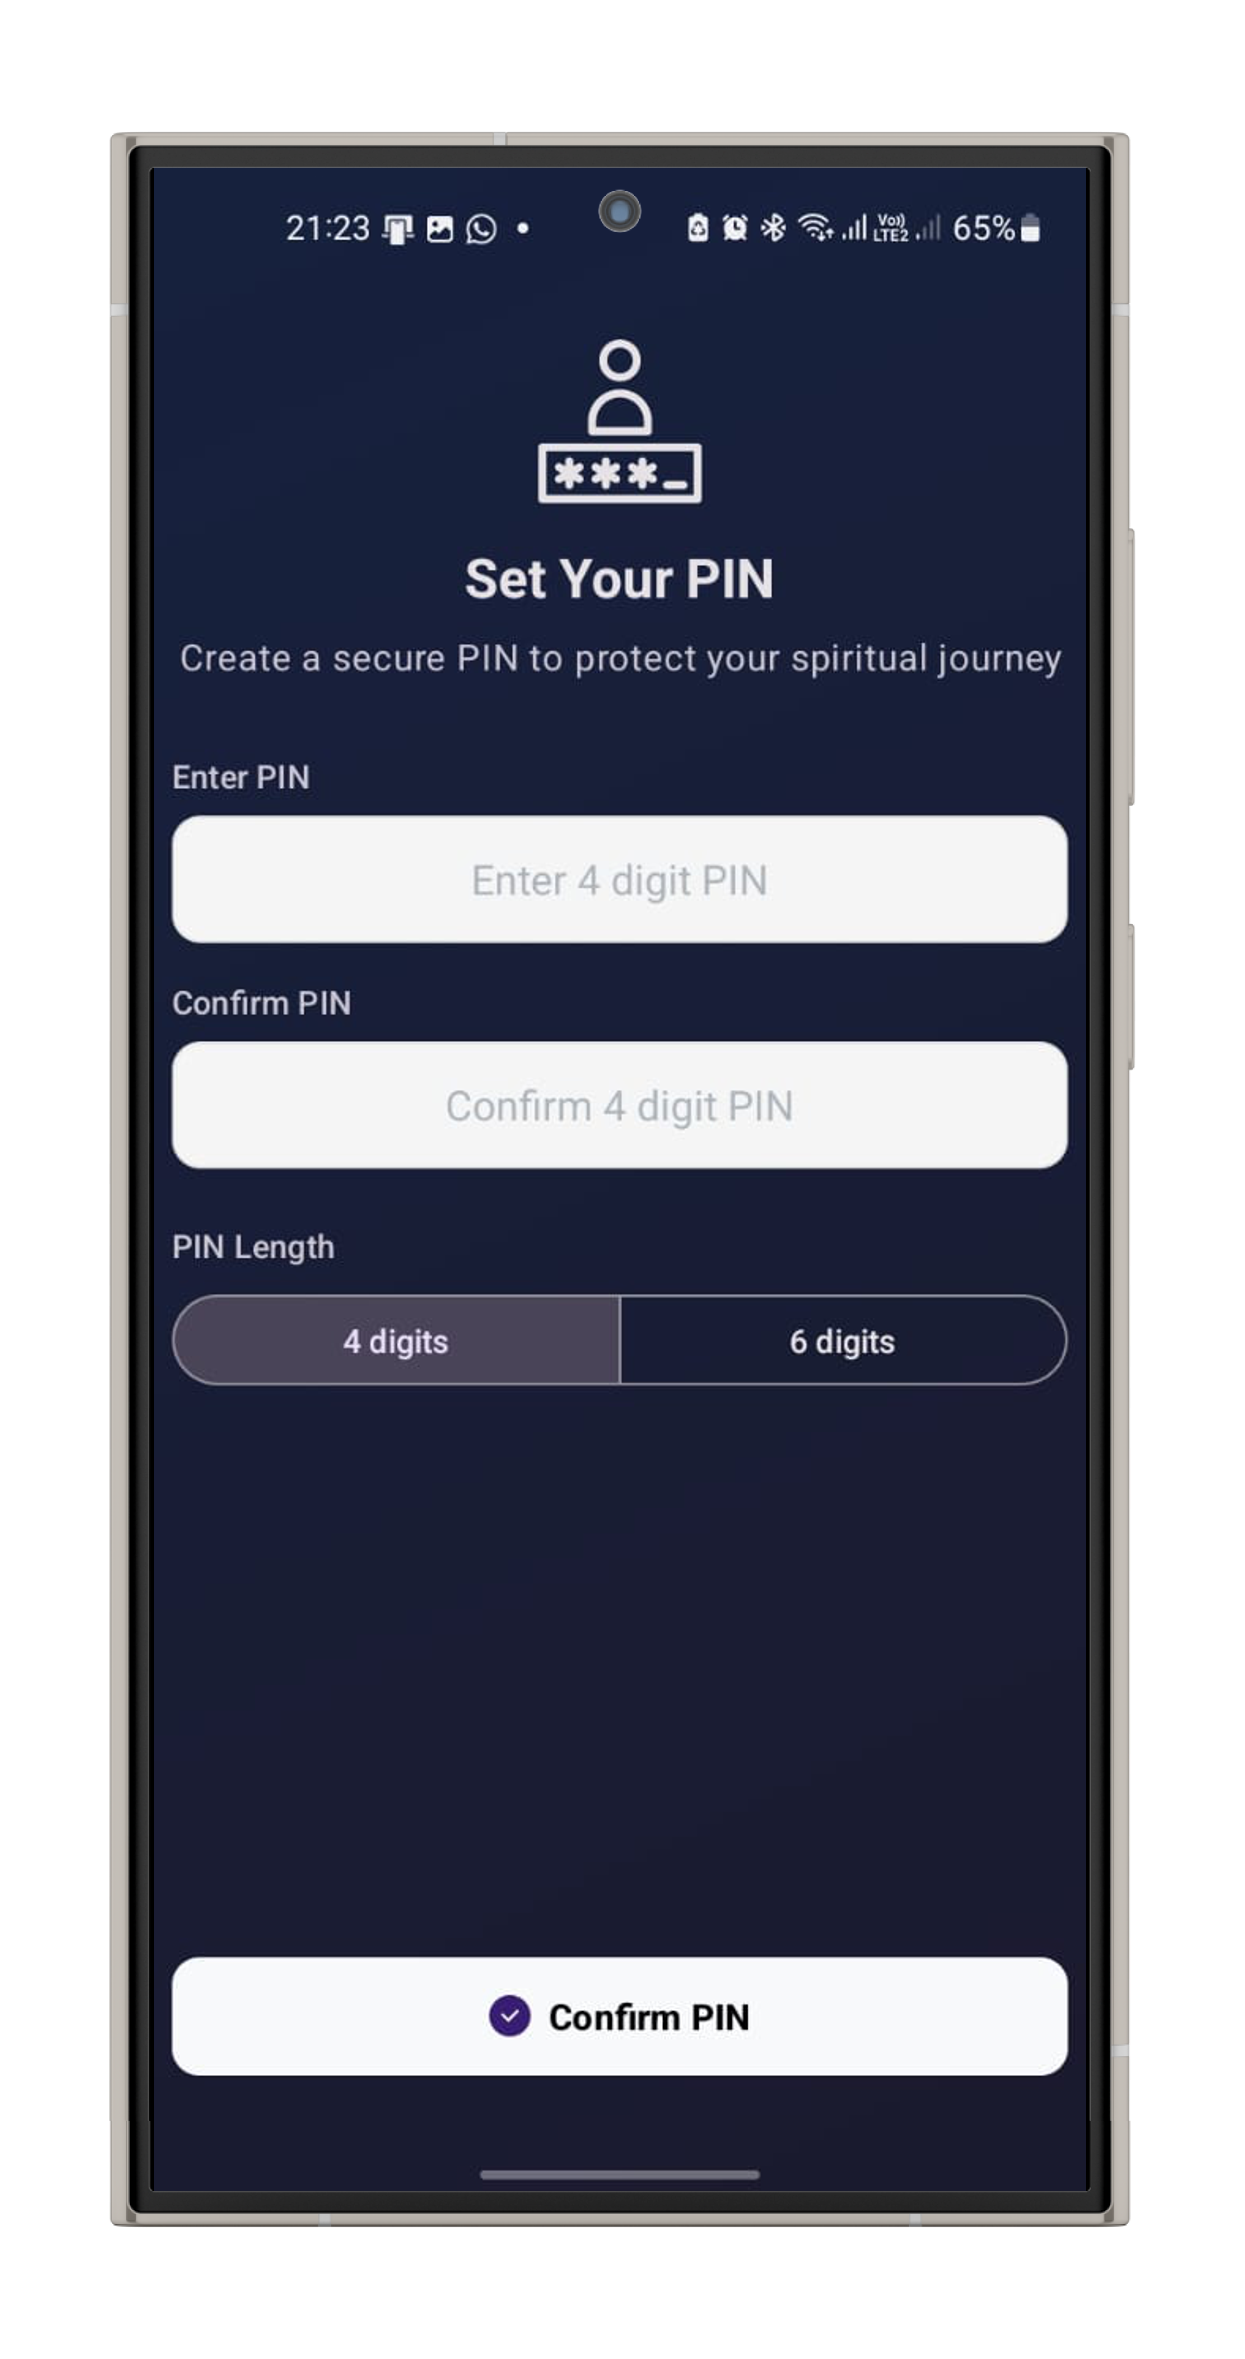 21:23 Vo)) LTE2 65%
***_
Set Your PIN
Create a secure PIN to protect your spiritual journey
Enter PIN
Enter 4 digit PIN
Confirm PIN
Confirm 4 digit PIN
PIN Length
4 digits 6 digits
Confirm PIN